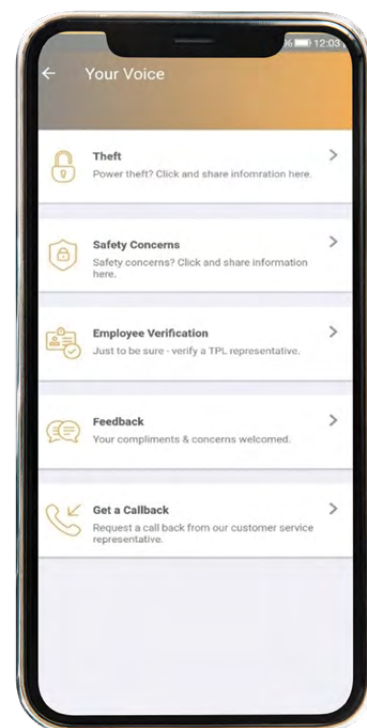 % 12:03
Your Voice
Theft
Power theft? Click and share infomration here.
Safety Concerns
Safety concerns? Click and share information
here.
Employee Verification
Just to be sure - verify a TPL representative.
Feedback
Your compliments & concerns welcomed.
Get a Callback
Request a call back from our customer service
representative.